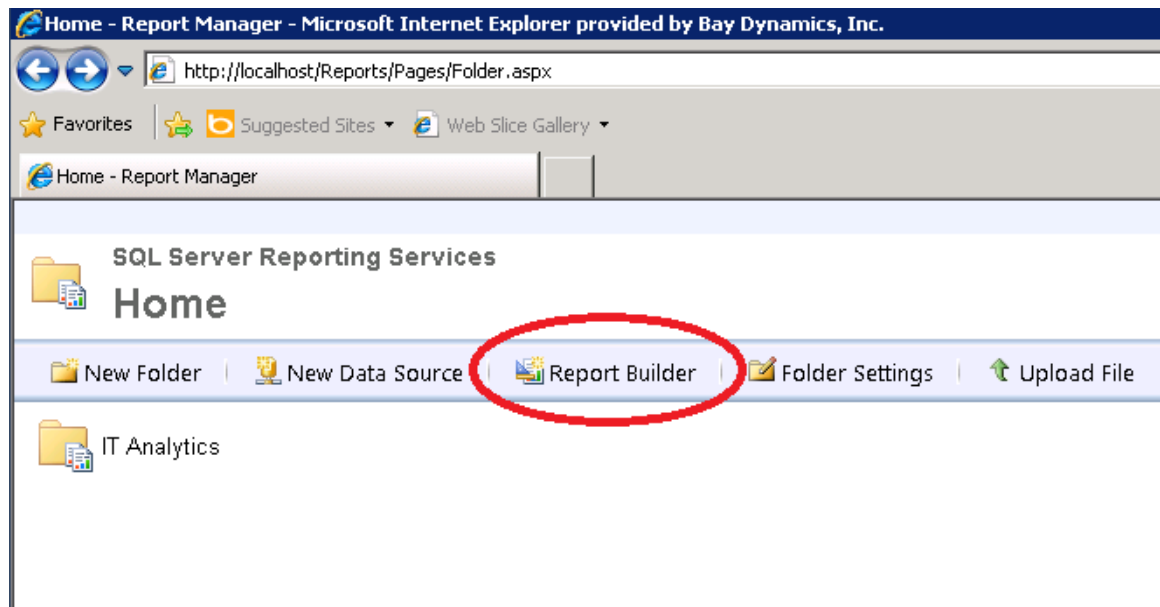 Home - Report Manager - Microsoft Internet Explorer provided by Bay Dynamics, Inc.
http://localhost/Reports/Pages/Folder.aspx
Favorites Suggested Sites Web Slice Gallery
Home - Report Manager
SQL Server Reporting Services
Home
New Folder New Data Source Report Builder Folder Settings Upload File
IT Analytics